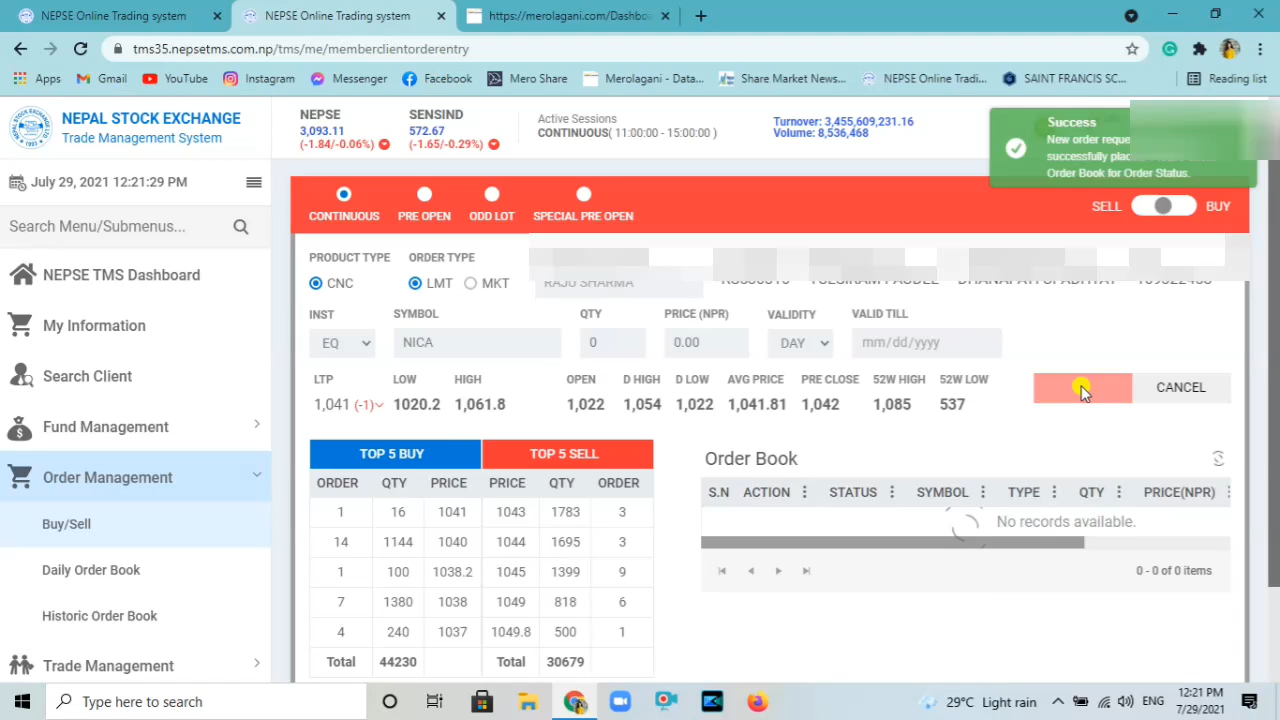 NEPSE Online Trading system
NEPSE Online Trading system
https://merolagani.com/Dashbo
tms35.nepsetms.com.np/tms/me/memberclientorderentry
Apps Gmail YouTube Instagram Messenger Facebook Mero Share Merolagani - Data... Share Market News... NEPSE Online Tradi... SAINT FRANCIS SC... Reading list
NEPAL STOCK EXCHANGE
Trade Management System
NEPSE
3,093.11
(-1.84/-0.06%)
SENSIND
572.67
(-1.65/-0.29%)
Active Sessions
CONTINUOUS( 11:00:00 - 15:00:00 )
Turnover: 3,455,609,231.16
Volume: 8,536,468
Success
New order reque
successfully pla
Order Book for Order Status.
July 29, 2021 12:21:29 PM
Search Menu/Submenus...
NEPSE TMS Dashboard
My Information
Search Client
Fund Management
Order Management
Buy/Sell
Daily Order Book
Historic Order Book
Trade Management
CONTINUOUS PRE OPEN ODD LOT SPECIAL PRE OPEN
SELL BUY
PRODUCT TYPE ORDER TYPE
CNC LMT MKT
INST SYMBOL QTY PRICE (NPR) VALIDITY VALID TILL
EQ NICA 0 0.00 DAY mm/dd/yyyy
LTP LOW HIGH OPEN D HIGH D LOW AVG PRICE PRE CLOSE 52W HIGH 52W LOW
1,041 (-1) 1020.2 1,061.8 1,022 1,054 1,022 1,041.81 1,042 1,085 537
CANCEL
TOP 5 BUY TOP 5 SELL
ORDER QTY PRICE PRICE QTY ORDER
1 16 1041 1043 1783 3
14 1144 1040 1044 1695 3
1 100 1038.2 1045 1399 9
7 1380 1038 1049 818 6
4 240 1037 1049.8 500 1
Total 44230 Total 30679
Order Book
S.N ACTION STATUS SYMBOL TYPE QTY PRICE(NPR)
No records available.
0 - 0 of 0 items
Type here to search
29°C Light rain
ENG
12:21 PM
7/29/2021